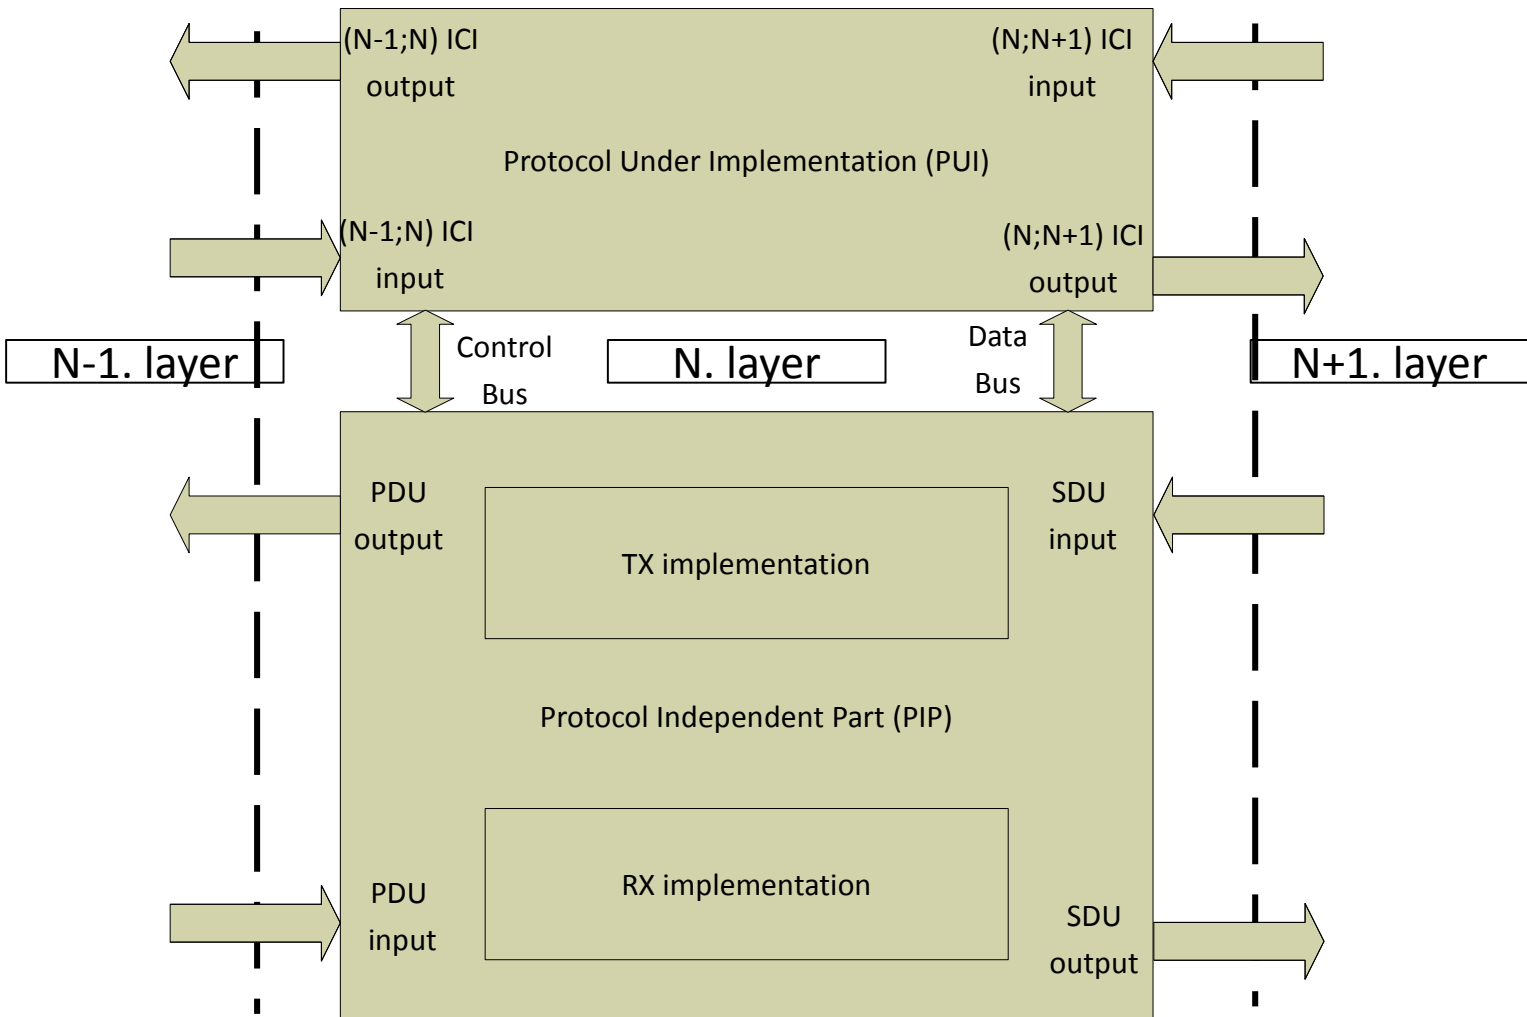 (N-1;N) ICI
output
(N;N+1) ICI
input
Protocol Under Implementation (PUI)
(N-1;N) ICI
input
(N;N+1) ICI
output
N-1. layer
Control
Bus
N. layer
Data
Bus
N+1. layer
PDU
output
SDU
input
TX implementation
Protocol Independent Part (PIP)
RX implementation
PDU
input
SDU
output